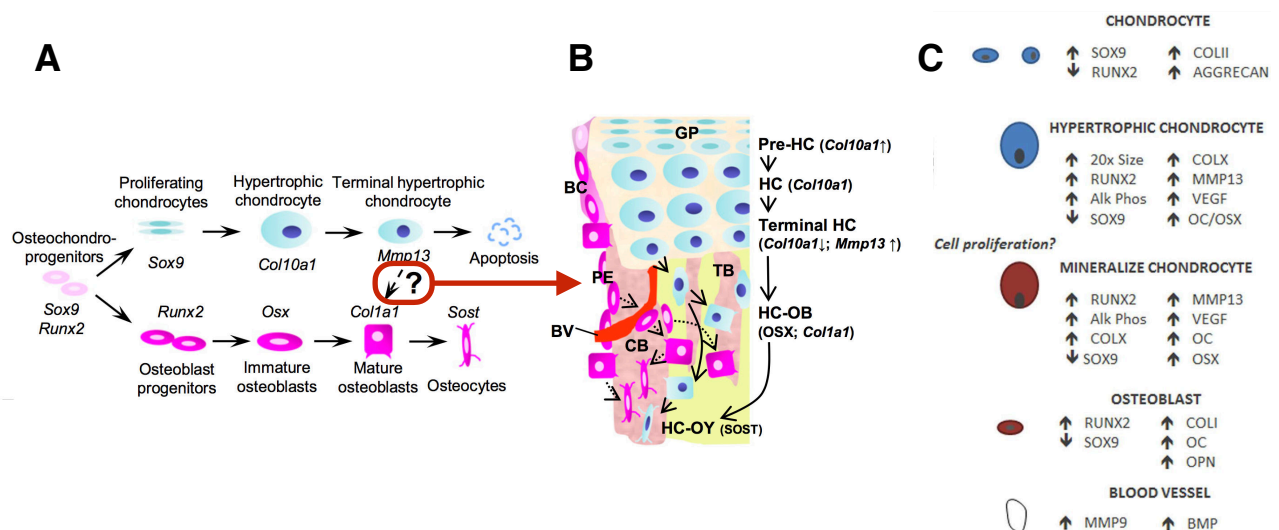 A
Proliferating
chondrocytes
Hypertrophic
chondrocyte
Terminal hypertrophic
chondrocyte
Osteochondro-
progenitors
Sox9
Col10a1
Mmp13
Apoptosis
?
Sox9
Runx2
Runx2
Osx
Col1a1
Sost
Osteoblast
progenitors
Immature
osteoblasts
Mature
osteoblasts
Osteocytes
B
GP
BC
PE
TB
BV
CB
Pre-HC (Col10a1↑)
HC (Col10a1)
Terminal HC
(Col10a1↓; Mmp13 ↑)
HC-OB
(OSX; Col1a1)
HC-OY (SOST)
C
CHONDROCYTE
↑ SOX9 ↑ COLII
↓ RUNX2 ↑ AGGRECAN
HYPERTROPHIC CHONDROCYTE
↑ 20x Size ↑ COLX
↑ RUNX2 ↑ MMP13
↑ Alk Phos ↑ VEGF
↓ SOX9 ↑ OC/OSX
Cell proliferation?
MINERALIZE CHONDROCYTE
↑ RUNX2 ↑ MMP13
↑ Alk Phos ↑ VEGF
↑ COLX ↑ OC
↓ SOX9 ↑ OSX
OSTEOBLAST
↑ RUNX2 ↑ COLI
↓ SOX9 ↑ OC
↑ OPN
BLOOD VESSEL
↑ MMP9 ↑ BMP